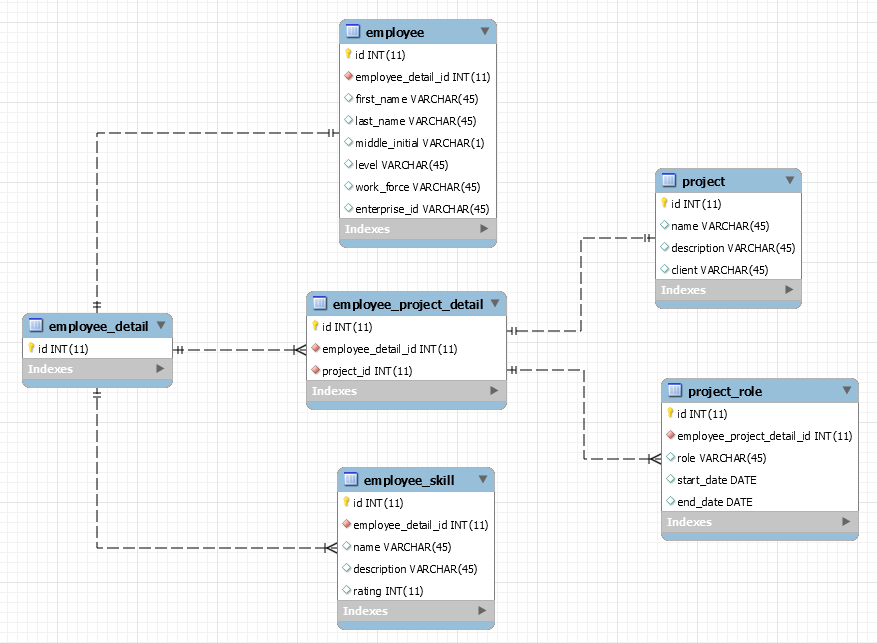 employee
id INT(11)
employee_detail_id INT(11)
first_name VARCHAR(45)
last_name VARCHAR(45)
middle_initial VARCHAR(1)
level VARCHAR(45)
work_force VARCHAR(45)
enterprise_id VARCHAR(45)
Indexes
project
id INT(11)
name VARCHAR(45)
description VARCHAR(45)
client VARCHAR(45)
Indexes
employee_detail
id INT(11)
Indexes
employee_project_detail
id INT(11)
employee_detail_id INT(11)
project_id INT(11)
Indexes
project_role
id INT(11)
employee_project_detail_id INT(11)
role VARCHAR(45)
start_date DATE
end_date DATE
Indexes
employee_skill
id INT(11)
employee_detail_id INT(11)
name VARCHAR(45)
description VARCHAR(45)
rating INT(11)
Indexes